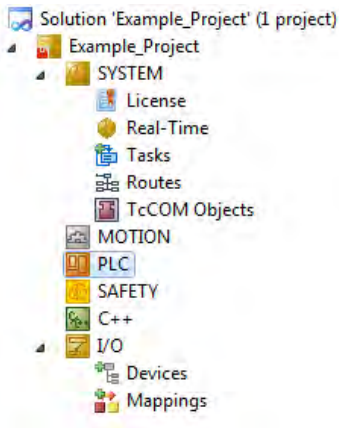 Solution 'Example_Project' (1 project)
Example_Project
SYSTEM
License
Real-Time
Tasks
Routes
TcCOM Objects
MOTION
PLC
SAFETY
C++
I/O
Devices
Mappings